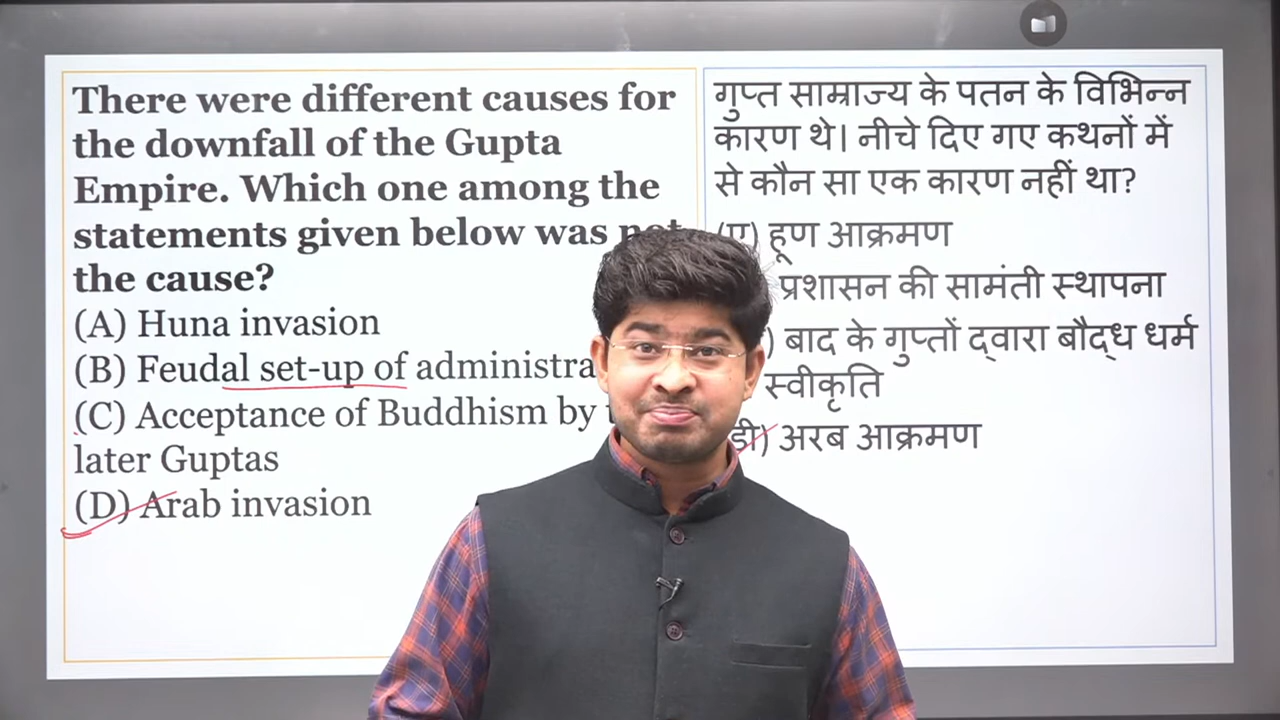 There were different causes for
the downfall of the Gupta
Empire. Which one among the
statements given below was not
the cause?
(A) Huna invasion
(B) Feudal set-up of administra
(C) Acceptance of Buddhism by
later Guptas
(D) Arab invasion
गुप्त साम्राज्य के पतन के विभिन्न
कारण थे। नीचे दिए गए कथनों में
से कौन सा एक कारण नहीं था?
(ए) हूण आक्रमण
प्रशासन की सामंती स्थापना
बाद के गुप्तों द्वारा बौद्ध धर्म
स्वीकृति
डी) अरब आक्रमण